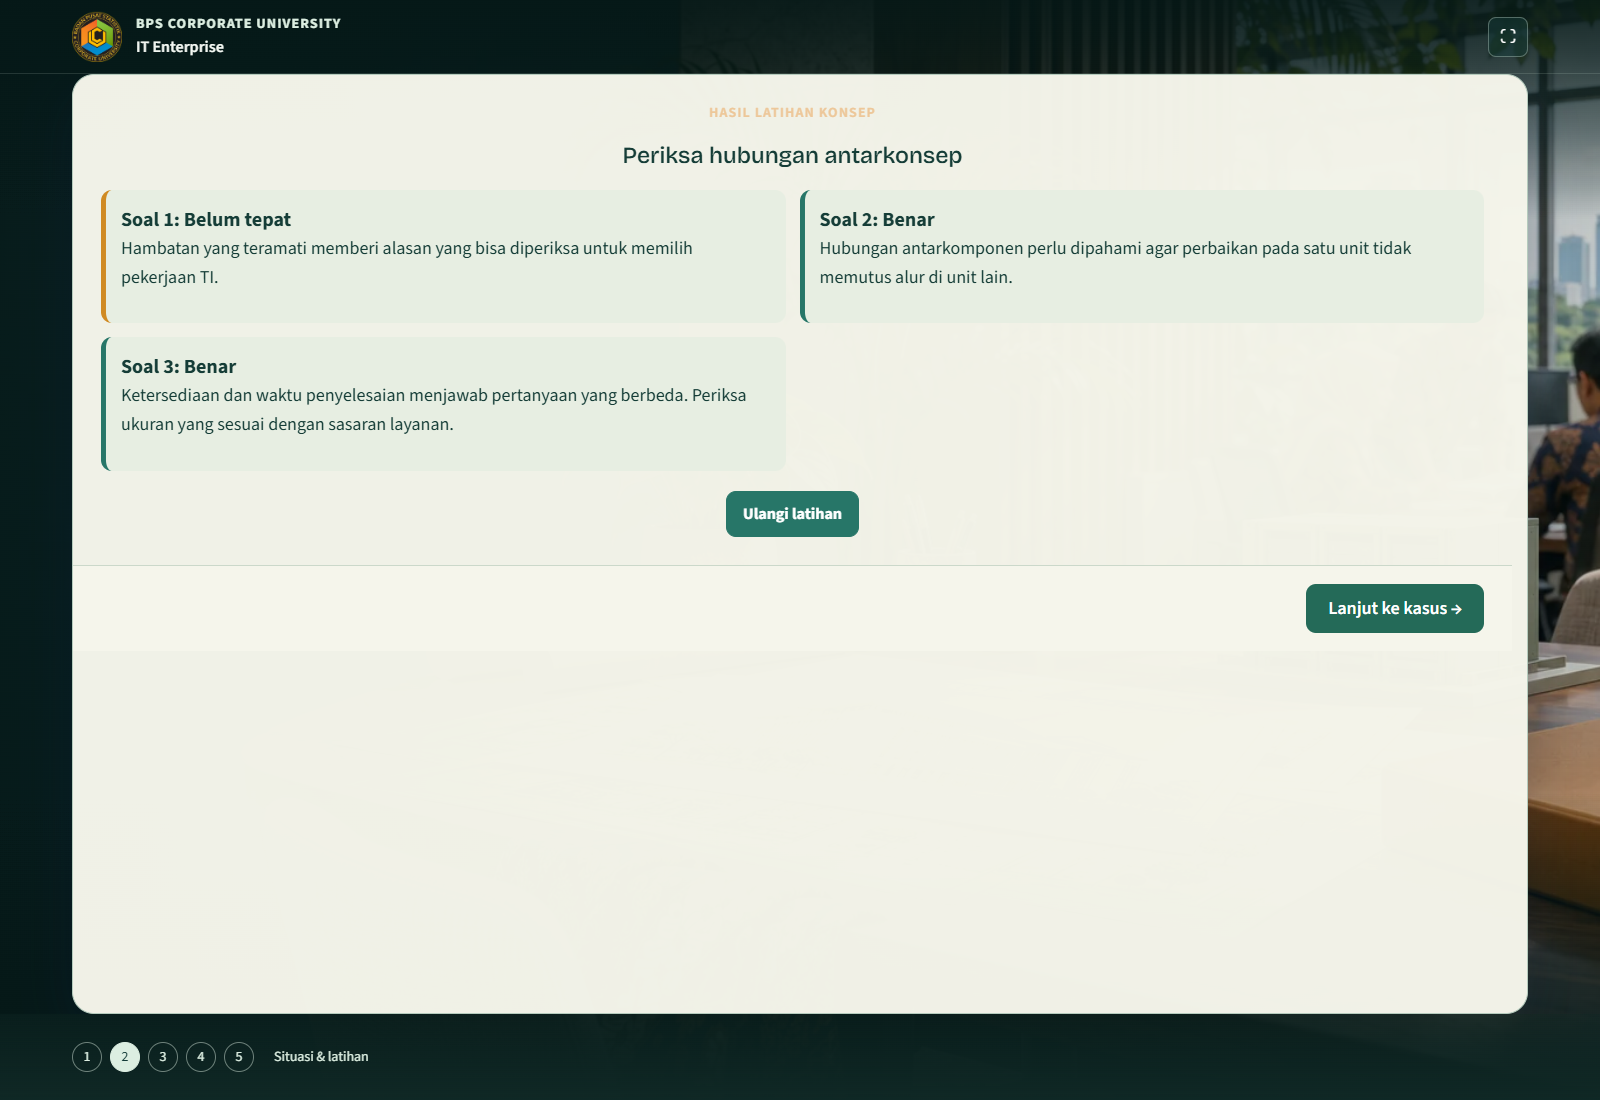 BPS CORPORATE UNIVERSITY
IT Enterprise
HASIL LATIHAN KONSEP
Periksa hubungan antarkonsep
Soal 1: Belum tepat
Hambatan yang teramati memberi alasan yang bisa diperiksa untuk memilih
pekerjaan TI.
Soal 2: Benar
Hubungan antarkomponen perlu dipahami agar perbaikan pada satu unit tidak
memutus alur di unit lain.
Soal 3: Benar
Ketersediaan dan waktu penyelesaian menjawab pertanyaan yang berbeda. Periksa
ukuran yang sesuai dengan sasaran layanan.
Ulangi latihan
Lanjut ke kasus →
1 2 3 4 5 Situasi & latihan